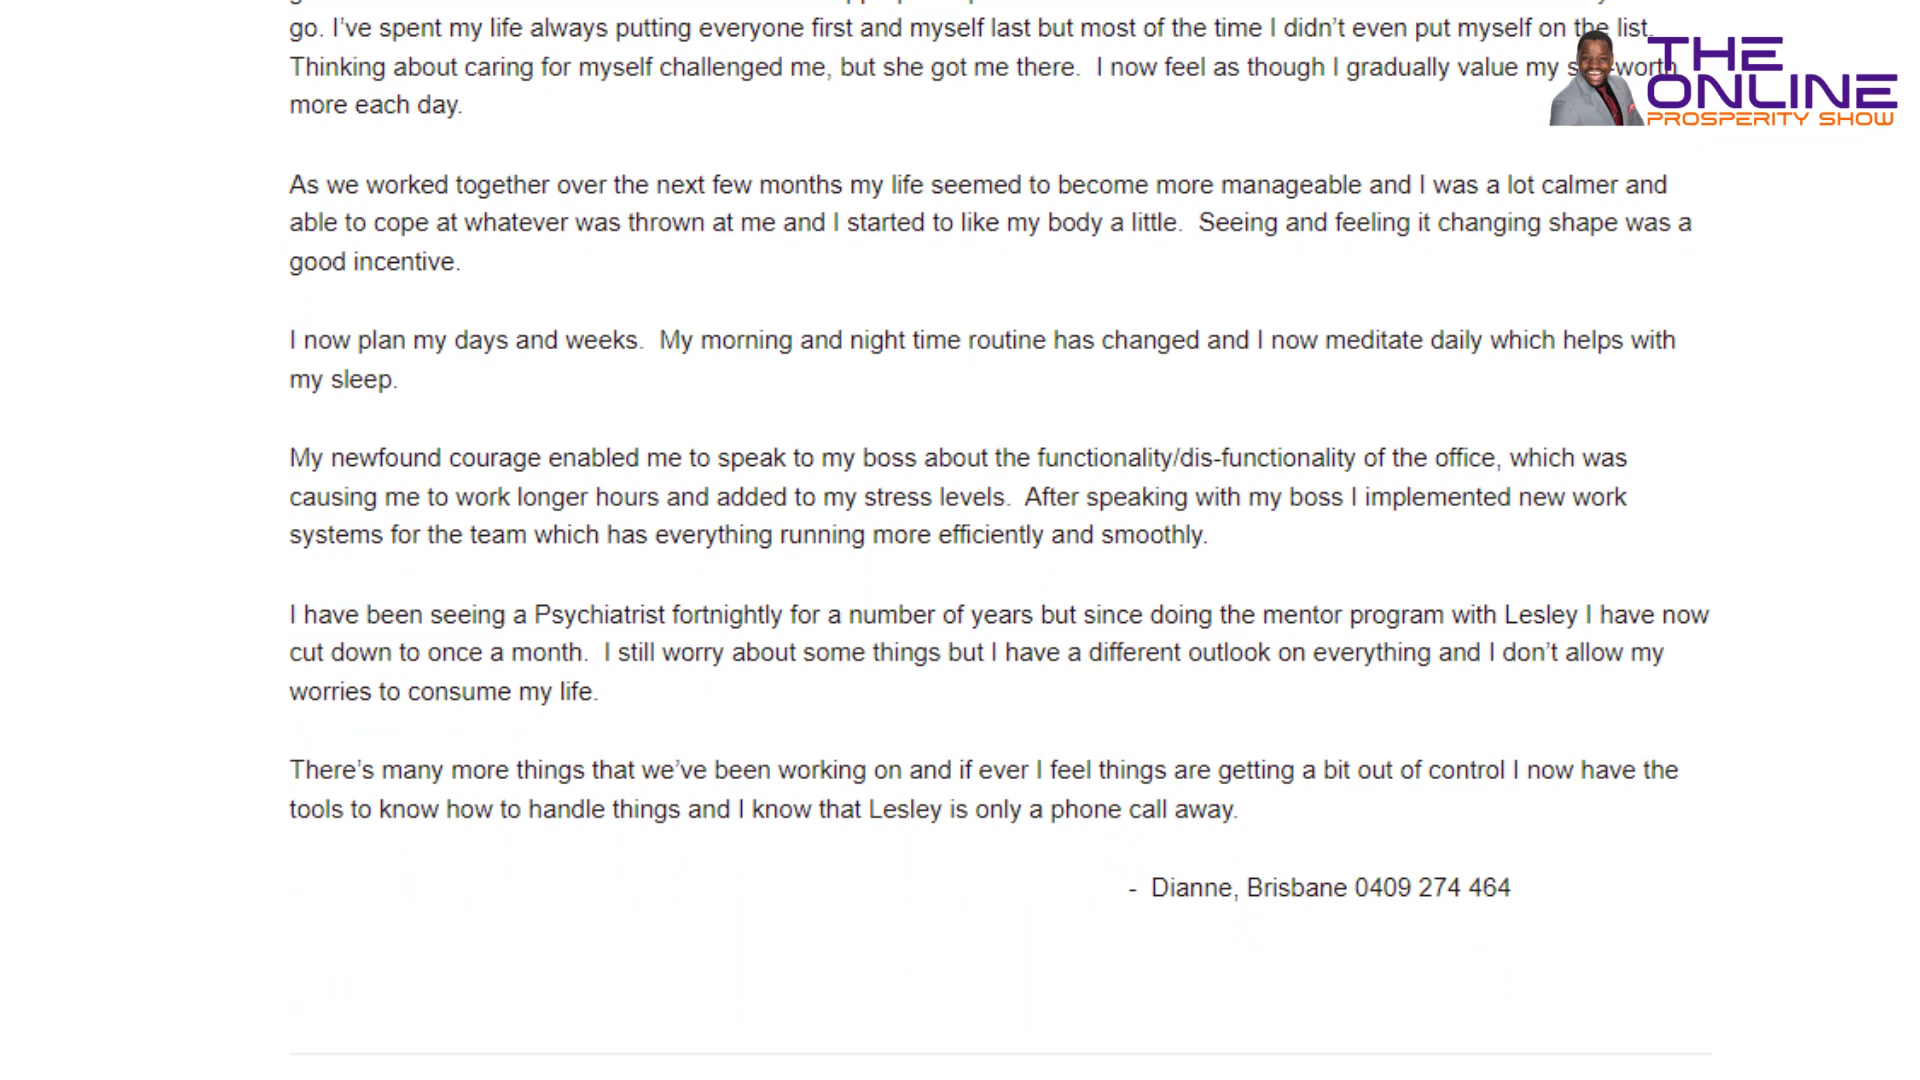 go. I’ve spent my life always putting everyone first and myself last but most of the time I didn’t even put myself on the list.
Thinking about caring for myself challenged me, but she got me there.  I now feel as though I gradually value my
more each day.
THE
ONLINE
PROSPERITY SHOW
As we worked together over the next few months my life seemed to become more manageable and I was a lot calmer and
able to cope at whatever was thrown at me and I started to like my body a little.  Seeing and feeling it changing shape was a
good incentive.
I now plan my days and weeks.  My morning and night time routine has changed and I now meditate daily which helps with
my sleep.
My newfound courage enabled me to speak to my boss about the functionality/dis-functionality of the office, which was
causing me to work longer hours and added to my stress levels.  After speaking with my boss I implemented new work
systems for the team which has everything running more efficiently and smoothly.
I have been seeing a Psychiatrist fortnightly for a number of years but since doing the mentor program with Lesley I have now
cut down to once a month.  I still worry about some things but I have a different outlook on everything and I don’t allow my
worries to consume my life.
There’s many more things that we’ve been working on and if ever I feel things are getting a bit out of control I now have the
tools to know how to handle things and I know that Lesley is only a phone call away.
- Dianne, Brisbane 0409 274 464